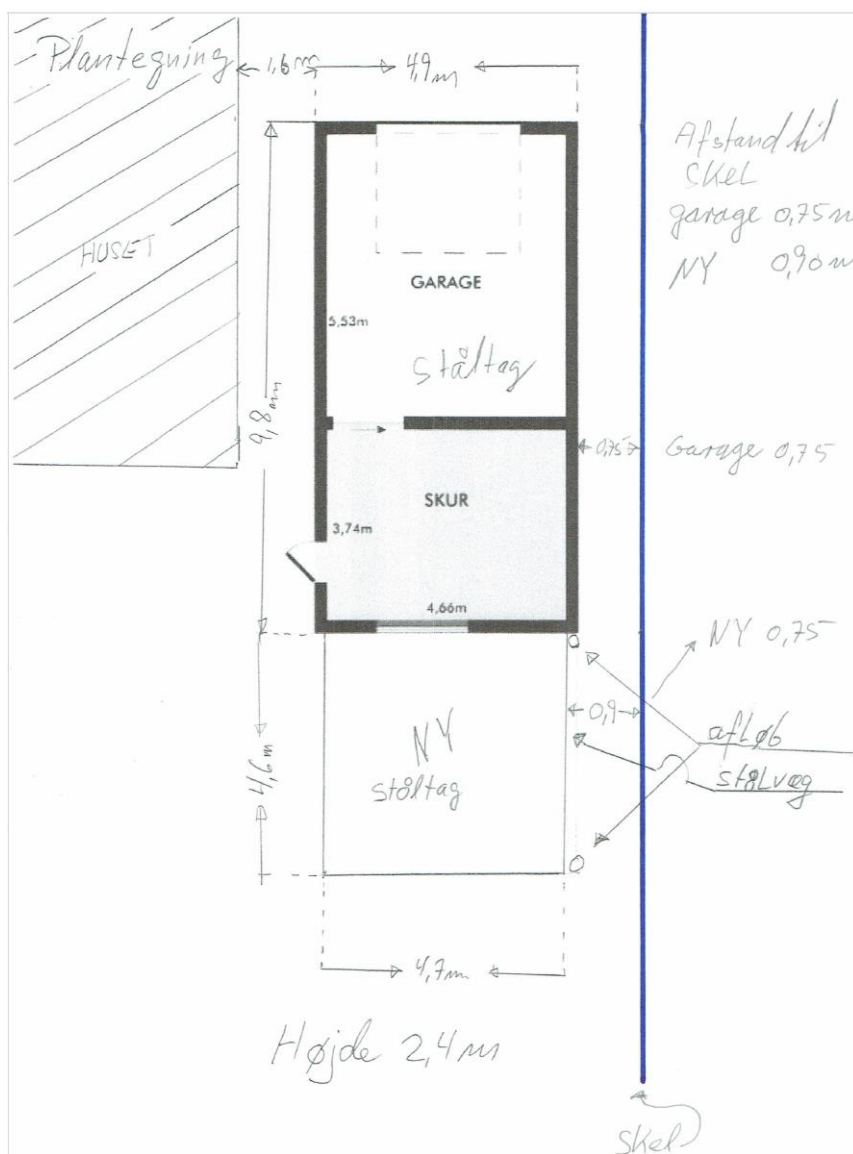 Plantegning
1,6m
4,9m
Afstand til
Skel
garage 0,75m
NY 0,90m
HUSET
GARAGE
5,53m
Ståltag
9,8m
0,75
Garage 0,75
SKUR
3,74m
4,66m
NY 0,75
0,9
afløb
stålvæg
NY
ståltag
4,6m
4,7m
Højde 2,4m
Skel